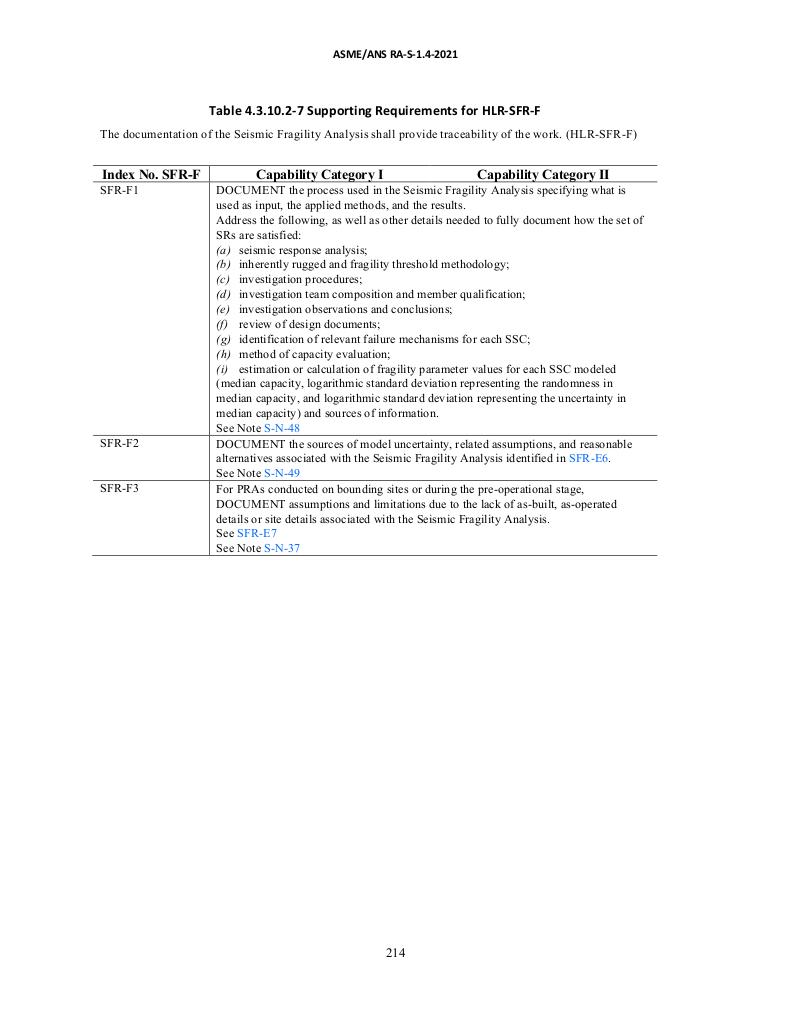 ASME/ANS RA-S-1.4-2021
Table 4.3.10.2-7 Supporting Requirements for HLR-SFR-F
The documentation of the Seismic Fragility Analysis shall provide traceability of the work. (HLR-SFR-F)
Index No. SFR-F Capability Category I Capability Category II
SFR-F1 DOCUMENT the process used in the Seismic Fragility Analysis specifying what is
used as input, the applied methods, and the results.
Address the following, as well as other details needed to fully document how the set of
SRs are satisfied:
(a) seismic response analysis;
(b) inherently rugged and fragility threshold methodology;
(c) investigation procedures;
(d) investigation team composition and member qualification;
(e) investigation observations and conclusions;
(f) review of design documents;
(g) identification of relevant failure mechanisms for each SSC;
(h) method of capacity evaluation;
(i) estimation or calculation of fragility parameter values for each SSC modeled
(median capacity, logarithmic standard deviation representing the randomness in
median capacity, and logarithmic standard deviation representing the uncertainty in
median capacity) and sources of information.
See Note S-N-48
SFR-F2 DOCUMENT the sources of model uncertainty, related assumptions, and reasonable
alternatives associated with the Seismic Fragility Analysis identified in SFR-E6.
See Note S-N-49
SFR-F3 For PRAs conducted on bounding sites or during the pre-operational stage,
DOCUMENT assumptions and limitations due to the lack of as-built, as-operated
details or site details associated with the Seismic Fragility Analysis.
See SFR-E7
See Note S-N-37
214